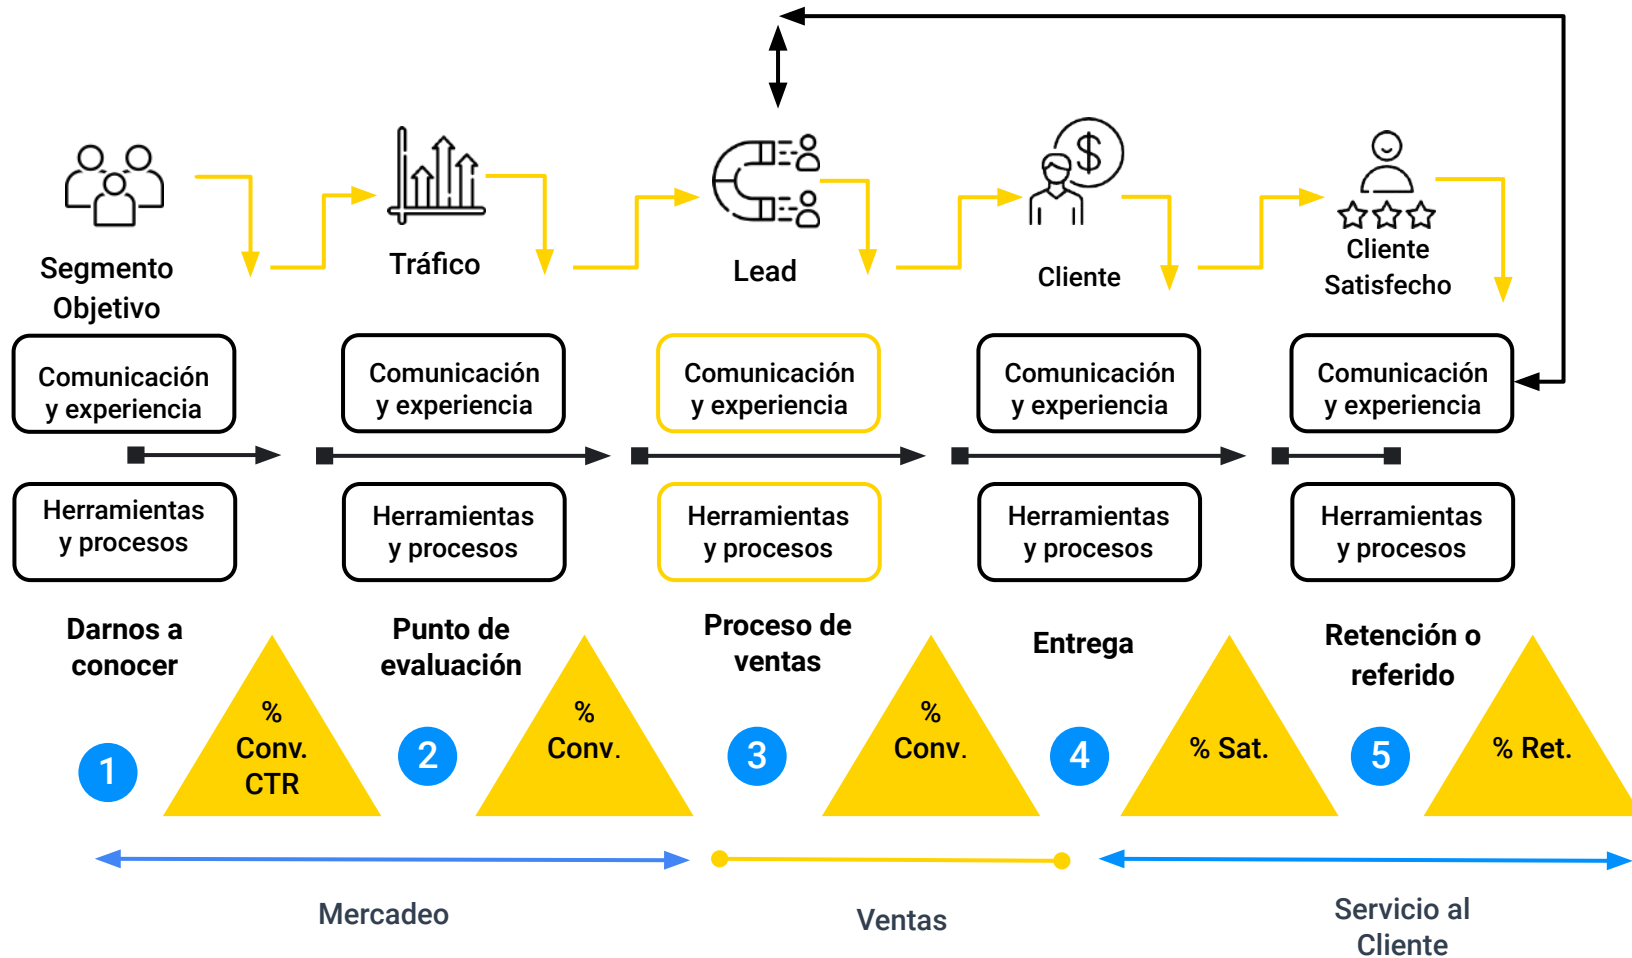 $
Segmento
Objetivo
Tráfico
Lead
Cliente
Cliente
Satisfecho
Comunicación
y experiencia
Comunicación
y experiencia
Comunicación
y experiencia
Comunicación
y experiencia
Comunicación
y experiencia
Herramientas
y procesos
Herramientas
y procesos
Herramientas
y procesos
Herramientas
y procesos
Herramientas
y procesos
Darnos a
conocer
Punto de
evaluación
Proceso de
ventas
Entrega
Retención o
referido
1
%
Conv.
CTR
2
%
Conv.
3
%
Conv.
4
% Sat.
5
% Ret.
Mercadeo
Ventas
Servicio al
Cliente